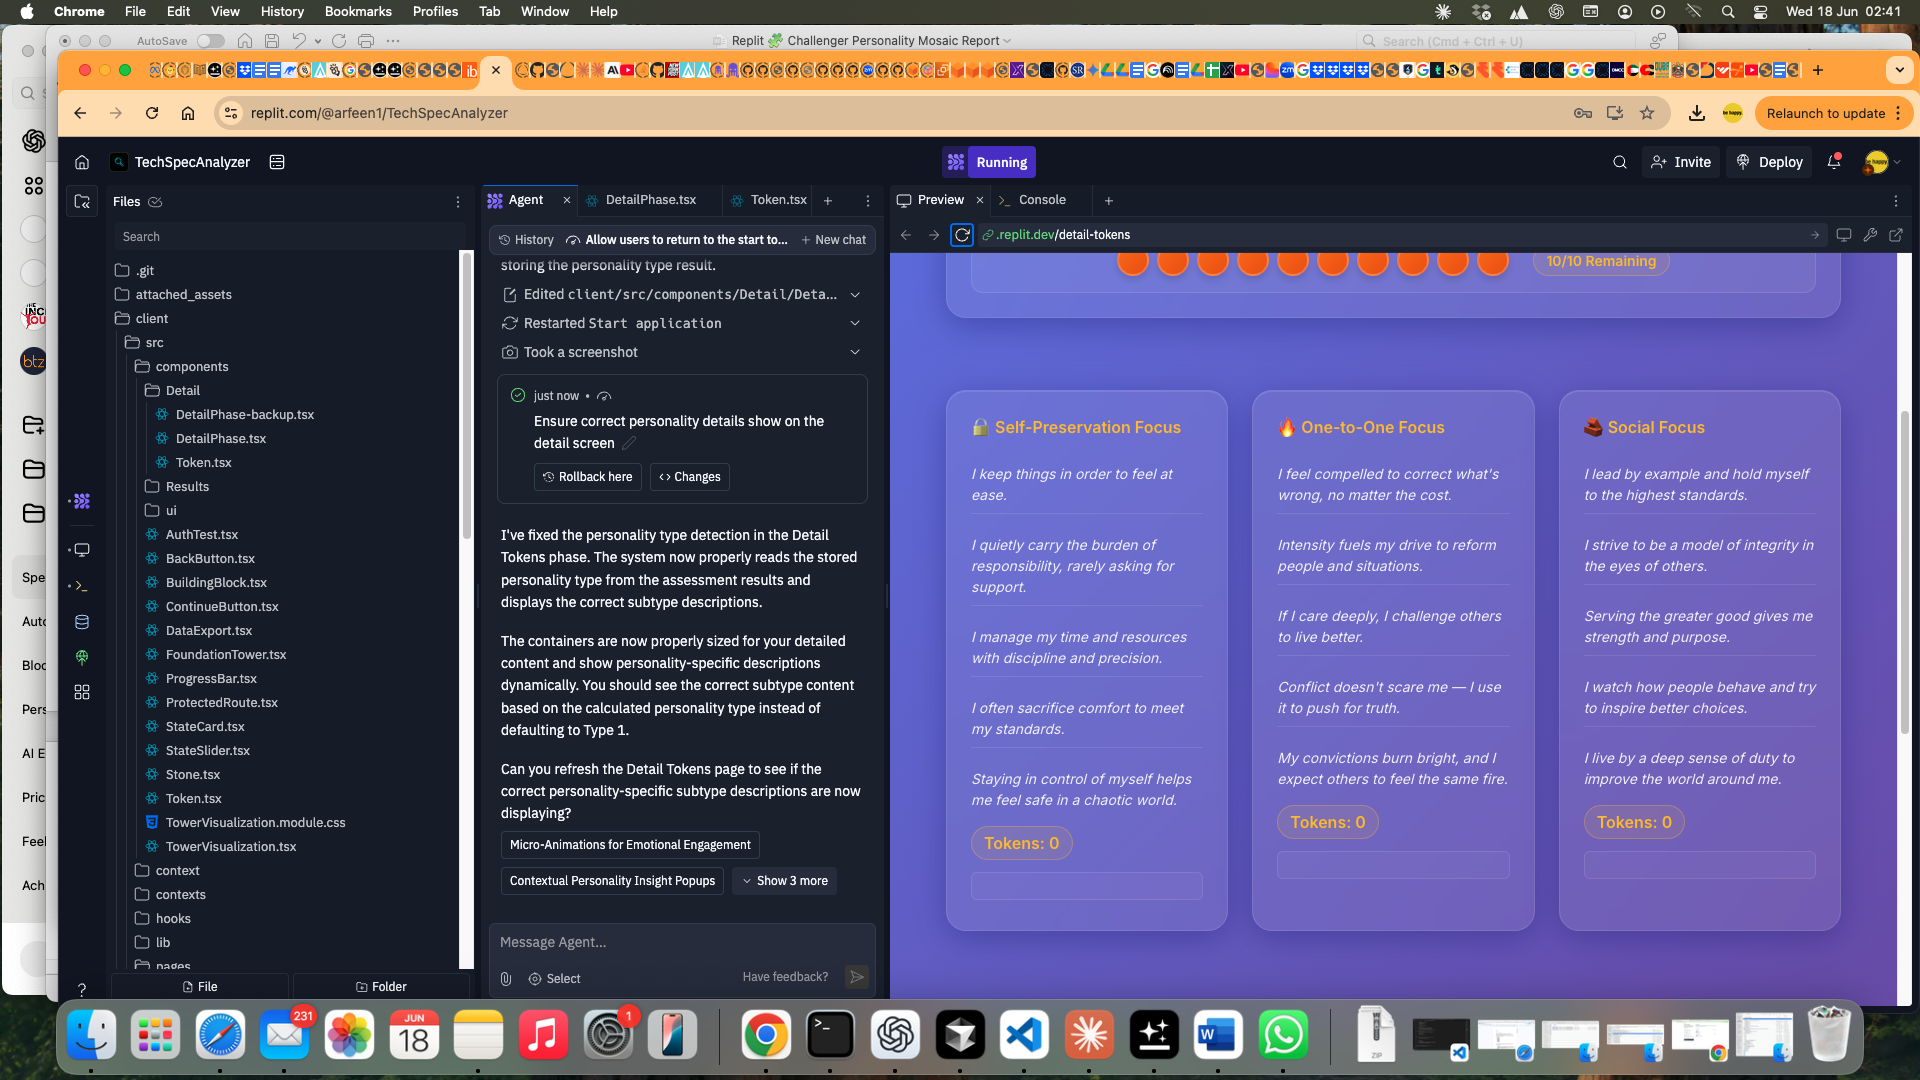 Chrome File Edit View History Bookmarks Profiles Tab Window Help
Wed 18 Jun 02:41
AutoSave
Replit 🧩 Challenger Personality Mosaic Report
Search (Cmd + Ctrl + U)
replit.com/@arfeen1/TechSpecAnalyzer
be happy.
Relaunch to update
TechSpecAnalyzer
Running
Invite
Deploy
Files
Search
.git
attached_assets
client
src
components
Detail
DetailPhase-backup.tsx
DetailPhase.tsx
Token.tsx
Results
ui
AuthTest.tsx
BackButton.tsx
BuildingBlock.tsx
ContinueButton.tsx
DataExport.tsx
FoundationTower.tsx
ProgressBar.tsx
ProtectedRoute.tsx
StateCard.tsx
StateSlider.tsx
Stone.tsx
Token.tsx
TowerVisualization.module.css
TowerVisualization.tsx
context
contexts
hooks
lib
pages
File
Folder
Agent
DetailPhase.tsx
Token.tsx
History
Allow users to return to the start to...
New chat
storing the personality type result.
Edited client/src/components/Detail/Deta...
Restarted Start application
Took a screenshot
just now •
Ensure correct personality details show on the
detail screen
Rollback here
Changes
I've fixed the personality type detection in the Detail
Tokens phase. The system now properly reads the stored
personality type from the assessment results and
displays the correct subtype descriptions.
The containers are now properly sized for your detailed
content and show personality-specific descriptions
dynamically. You should see the correct subtype content
based on the calculated personality type instead of
defaulting to Type 1.
Can you refresh the Detail Tokens page to see if the
correct personality-specific subtype descriptions are now
displaying?
Micro-Animations for Emotional Engagement
Contextual Personality Insight Popups
Show 3 more
Message Agent...
Select
Have feedback?
Preview
Console
.replit.dev/detail-tokens
10/10 Remaining
🔒 Self-Preservation Focus
I keep things in order to feel at
ease.
I quietly carry the burden of
responsibility, rarely asking for
support.
I manage my time and resources
with discipline and precision.
I often sacrifice comfort to meet
my standards.
Staying in control of myself helps
me feel safe in a chaotic world.
Tokens: 0
🔥 One-to-One Focus
I feel compelled to correct what's
wrong, no matter the cost.
Intensity fuels my drive to reform
people and situations.
If I care deeply, I challenge others
to live better.
Conflict doesn't scare me — I use
it to push for truth.
My convictions burn bright, and I
expect others to feel the same fire.
Tokens: 0
Social Focus
I lead by example and hold myself
to the highest standards.
I strive to be a model of integrity in
the eyes of others.
Serving the greater good gives me
strength and purpose.
I watch how people behave and try
to inspire better choices.
I live by a deep sense of duty to
improve the world around me.
Tokens: 0
btz
Spe
Auto
Bloc
Pers
AI E
Pric
Feel
Ach
231
JUN
18
1
ZIP